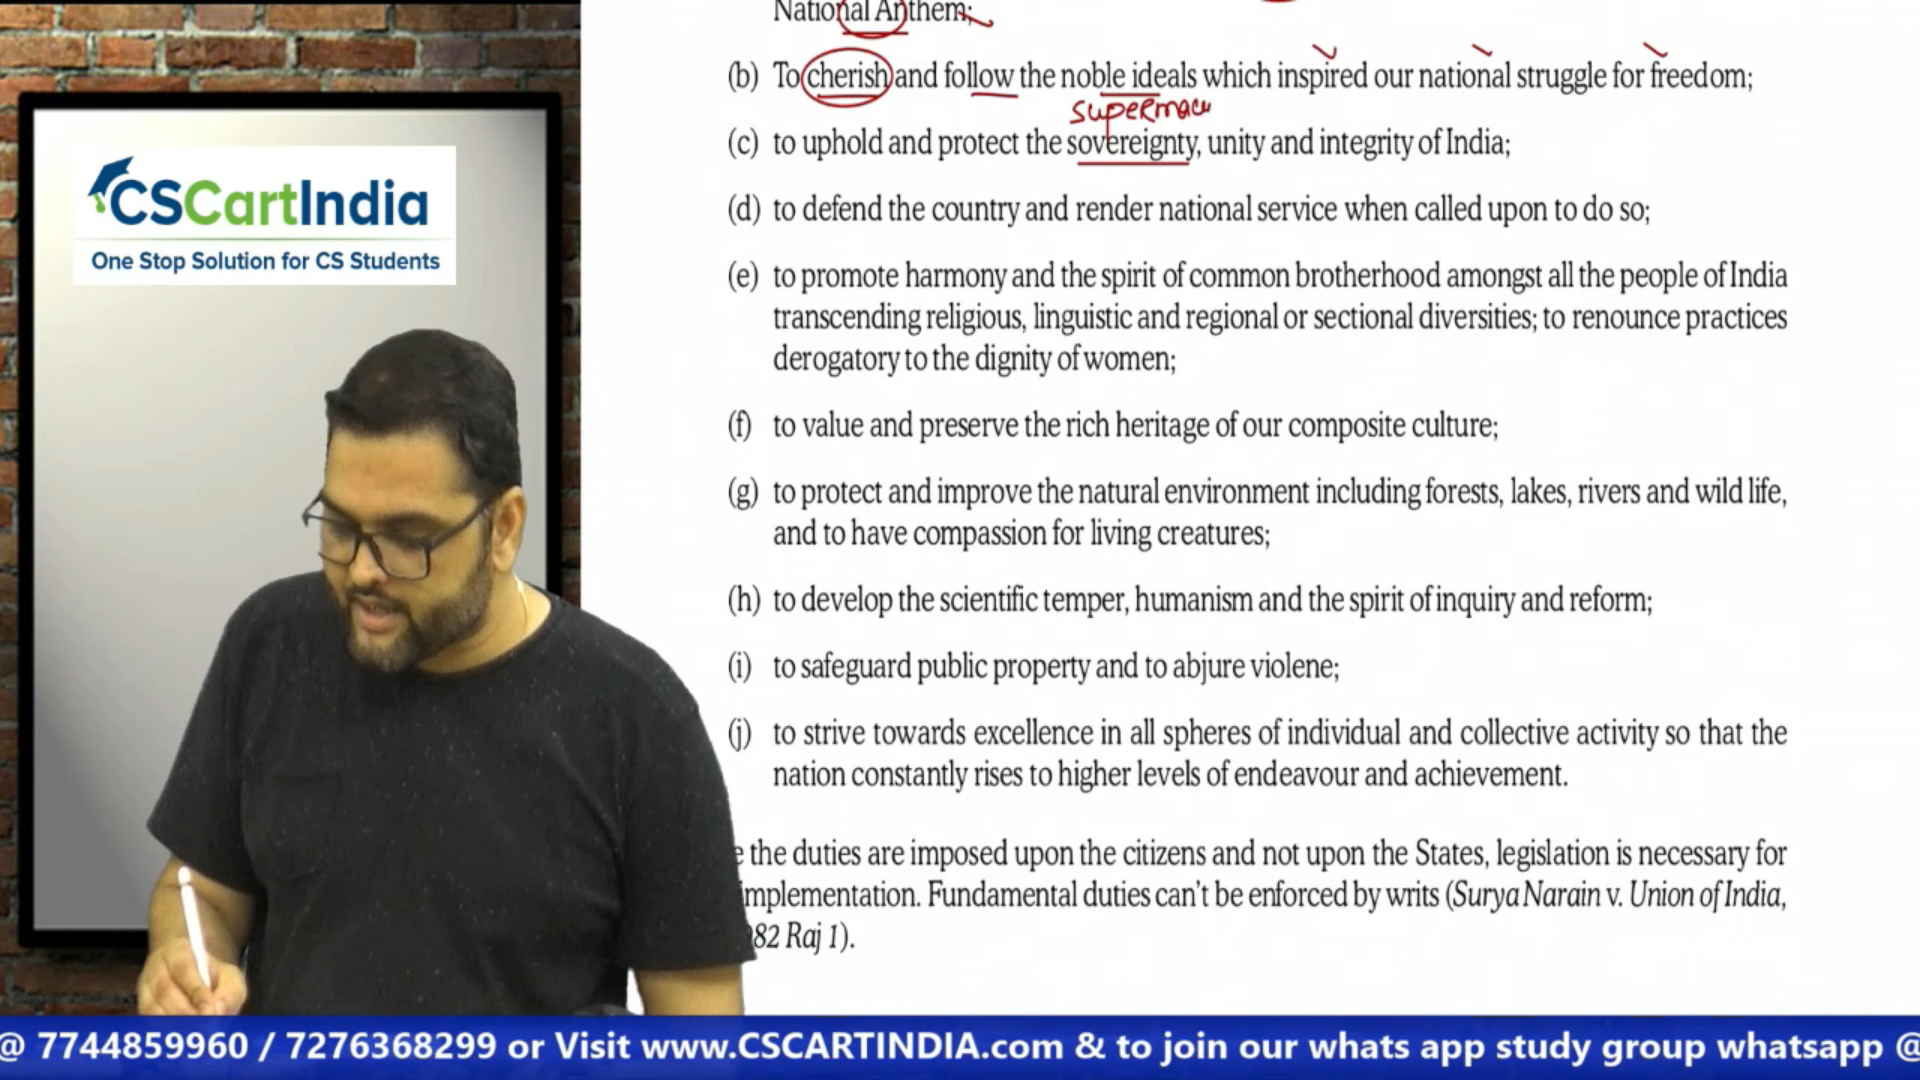 National Anthem;
(b) To cherish and follow the noble ideals which inspired our national struggle for freedom;
supermacy
(c) to uphold and protect the sovereignty, unity and integrity of India;
(d) to defend the country and render national service when called upon to do so;
(e) to promote harmony and the spirit of common brotherhood amongst all the people of India
transcending religious, linguistic and regional or sectional diversities; to renounce practices
derogatory to the dignity of women;
(f) to value and preserve the rich heritage of our composite culture;
(g) to protect and improve the natural environment including forests, lakes, rivers and wild life,
and to have compassion for living creatures;
(h) to develop the scientific temper, humanism and the spirit of inquiry and reform;
(i) to safeguard public property and to abjure violene;
(j) to strive towards excellence in all spheres of individual and collective activity so that the
nation constantly rises to higher levels of endeavour and achievement.
the duties are imposed upon the citizens and not upon the States, legislation is necessary for
mplementation. Fundamental duties can't be enforced by writs (Surya Narain v. Union of India,
82 Raj 1).
CSCartIndia
One Stop Solution for CS Students
@ 7744859960 / 7276368299 or Visit www.CSCARTINDIA.com & to join our whats app study group whatsapp @